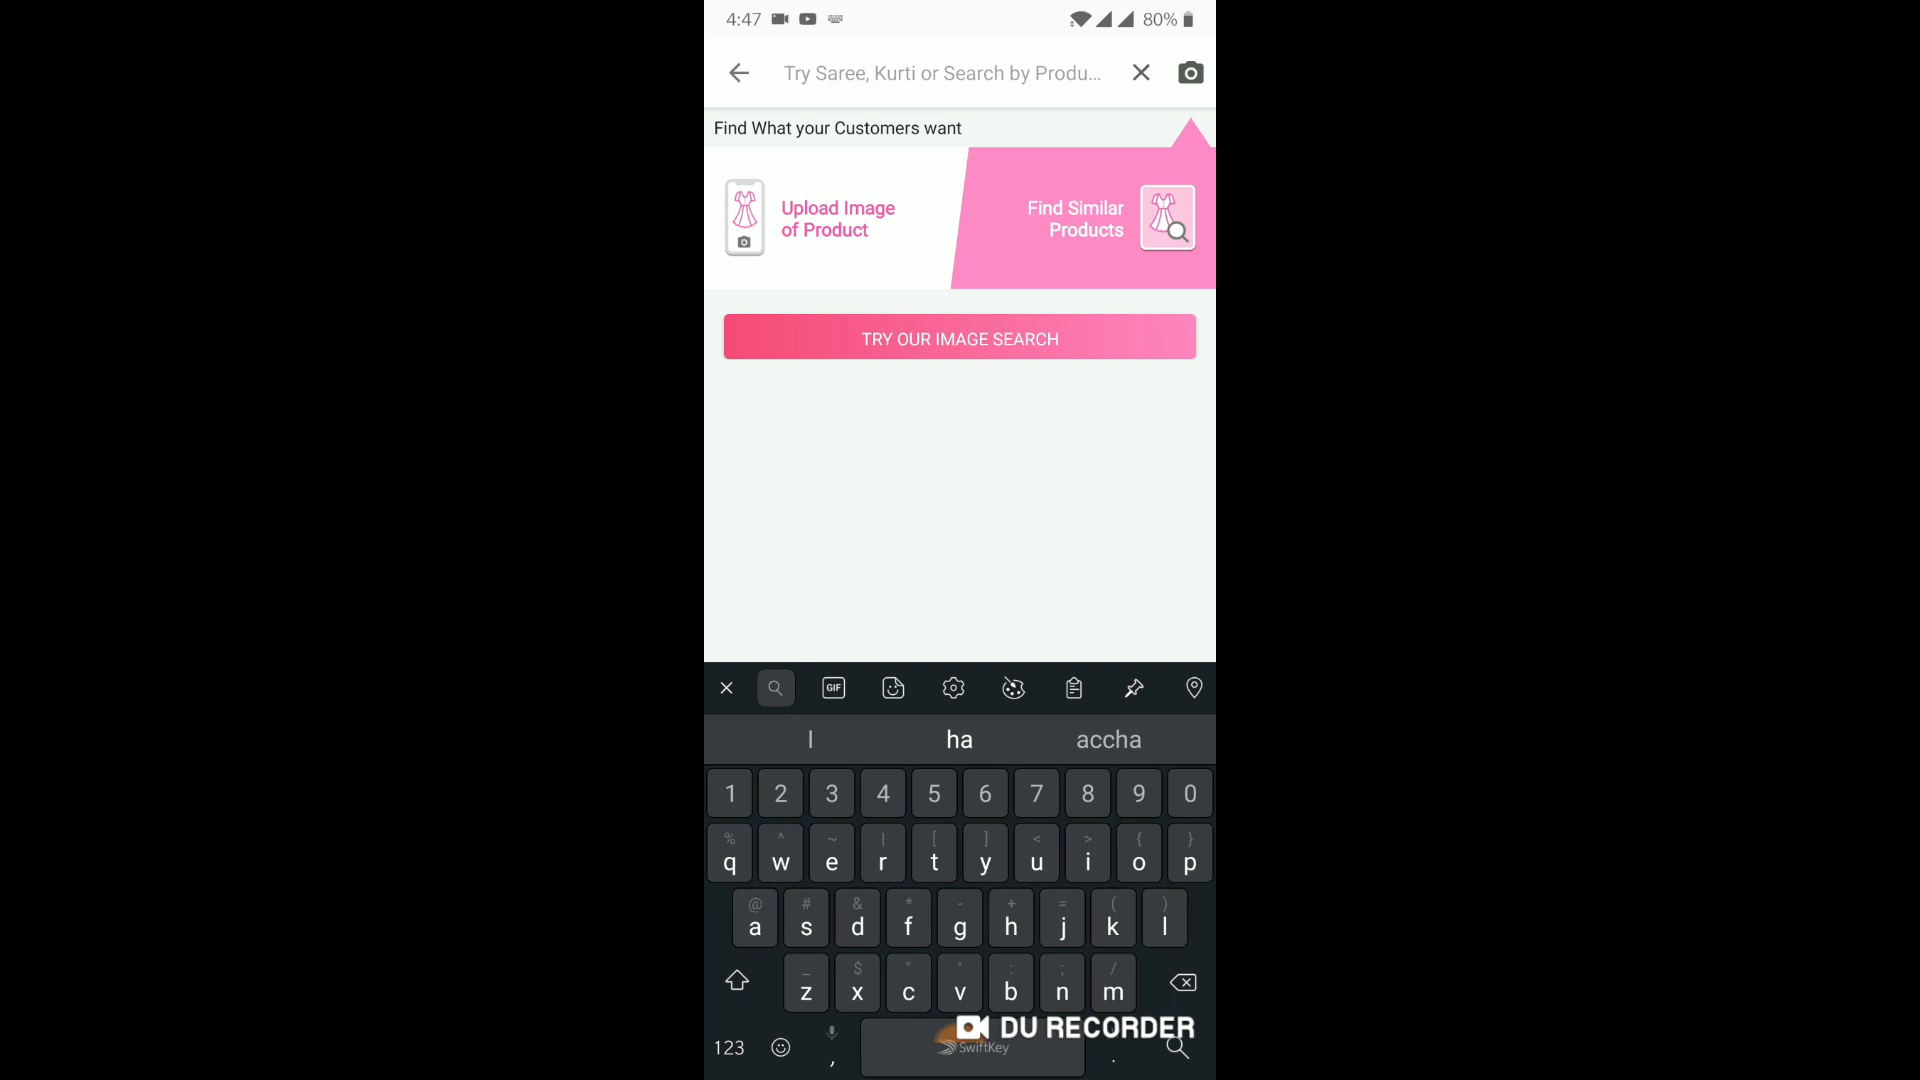 4:47
80%
Try Saree, Kurti or Search by Produ...
Find What your Customers want
Upload Image
of Product
Find Similar
Products
TRY OUR IMAGE SEARCH
GIF
I ha accha
1 2 3 4 5 6 7 8 9 0
% ^ ~ | [ ] < > { }
q w e r t y u i o p
@ # & * - + = ( )
a s d f g h j k l
_ $ " ' : ; /
z x c v b n m
DU RECORDER
123 , SwiftKey .